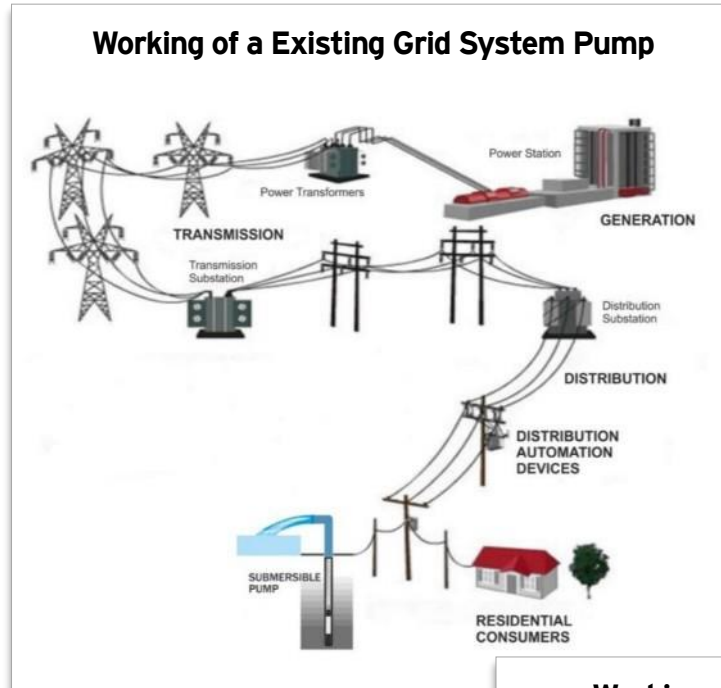 Working of a Existing Grid System Pump
Power Station
Power Transformers
GENERATION
TRANSMISSION
Transmission
Substation
Distribution
Substation
DISTRIBUTION
DISTRIBUTION
AUTOMATION
DEVICES
SUBMERSIBLE
PUMP
RESIDENTIAL
CONSUMERS